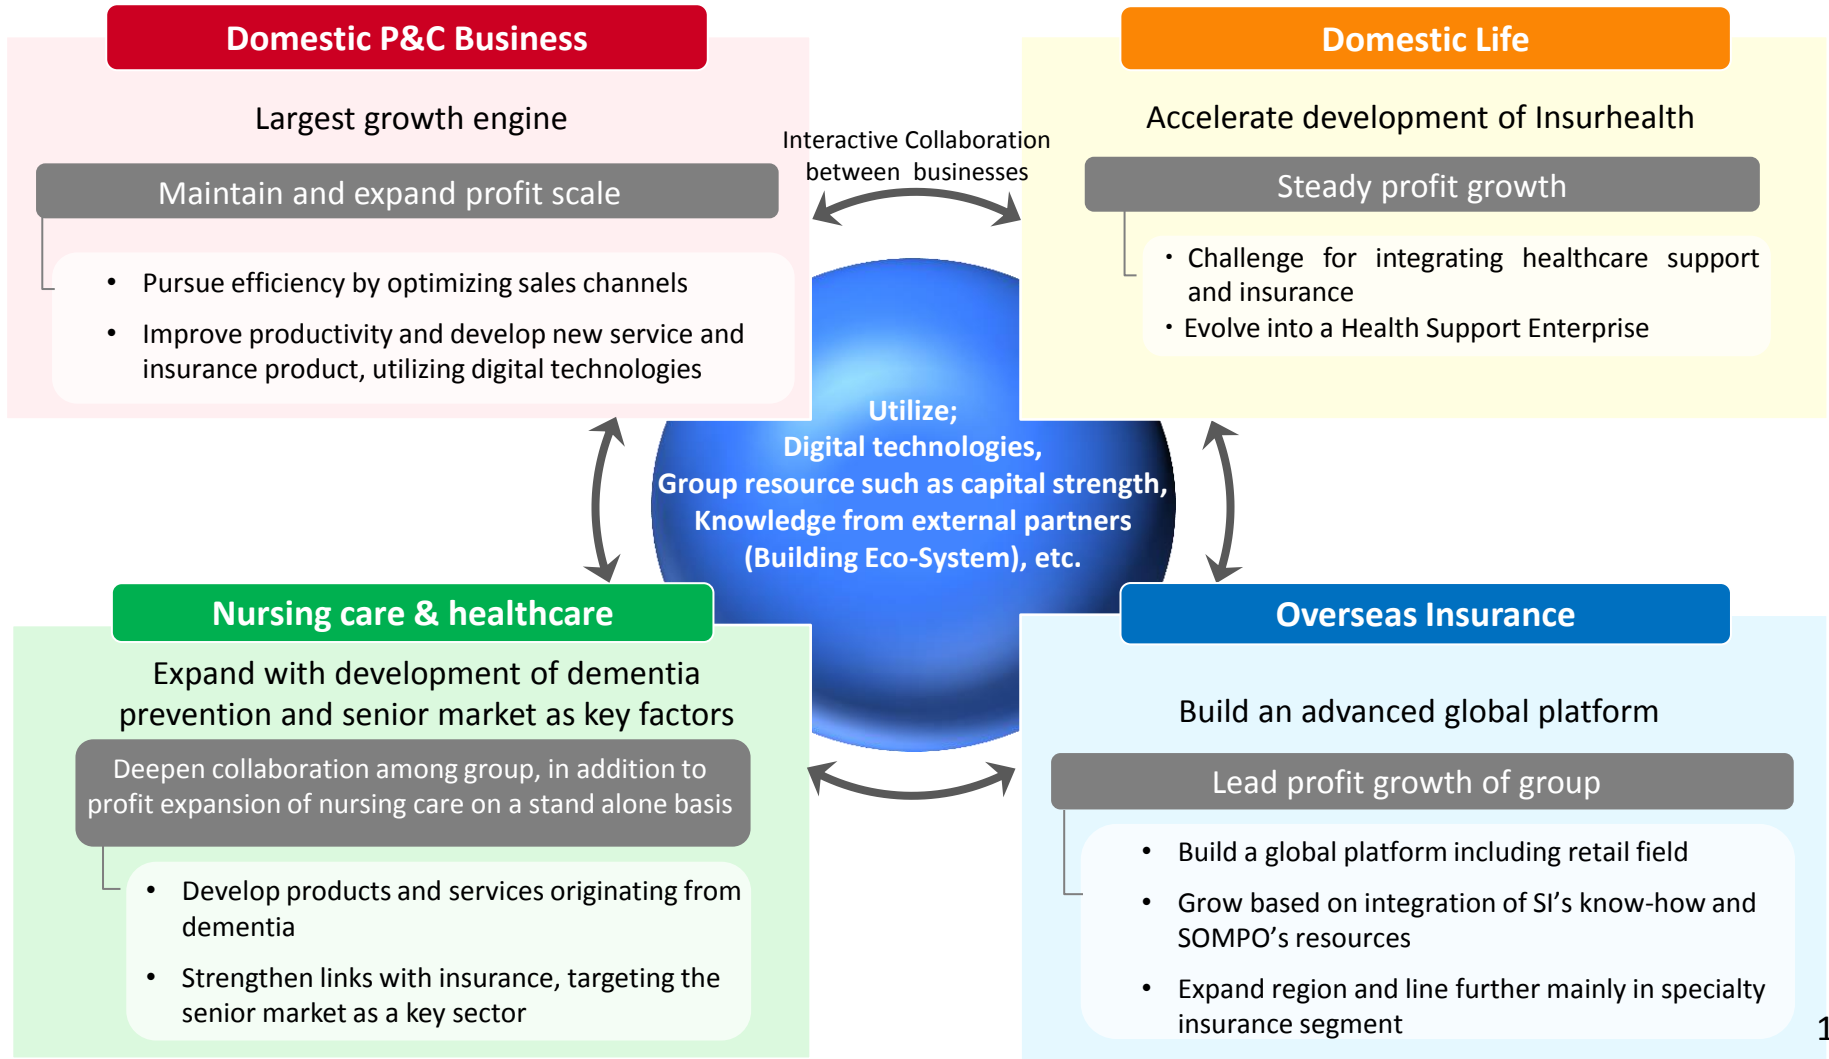 Domestic P&C Business
Largest growth engine
Maintain and expand profit scale
• Pursue efficiency by optimizing sales channels
• Improve productivity and develop new service and
insurance product, utilizing digital technologies
Interactive Collaboration
between businesses
Domestic Life
Accelerate development of Insurhealth
Steady profit growth
・Challenge for integrating healthcare support
and insurance
・Evolve into a Health Support Enterprise
Utilize;
Digital technologies,
Group resource such as capital strength,
Knowledge from external partners
(Building Eco-System), etc.
Nursing care & healthcare
Expand with development of dementia
prevention and senior market as key factors
Deepen collaboration among group, in addition to
profit expansion of nursing care on a stand alone basis
• Develop products and services originating from
dementia
• Strengthen links with insurance, targeting the
senior market as a key sector
Overseas Insurance
Build an advanced global platform
Lead profit growth of group
• Build a global platform including retail field
• Grow based on integration of SI’s know-how and
SOMPO’s resources
• Expand region and line further mainly in specialty
insurance segment
1